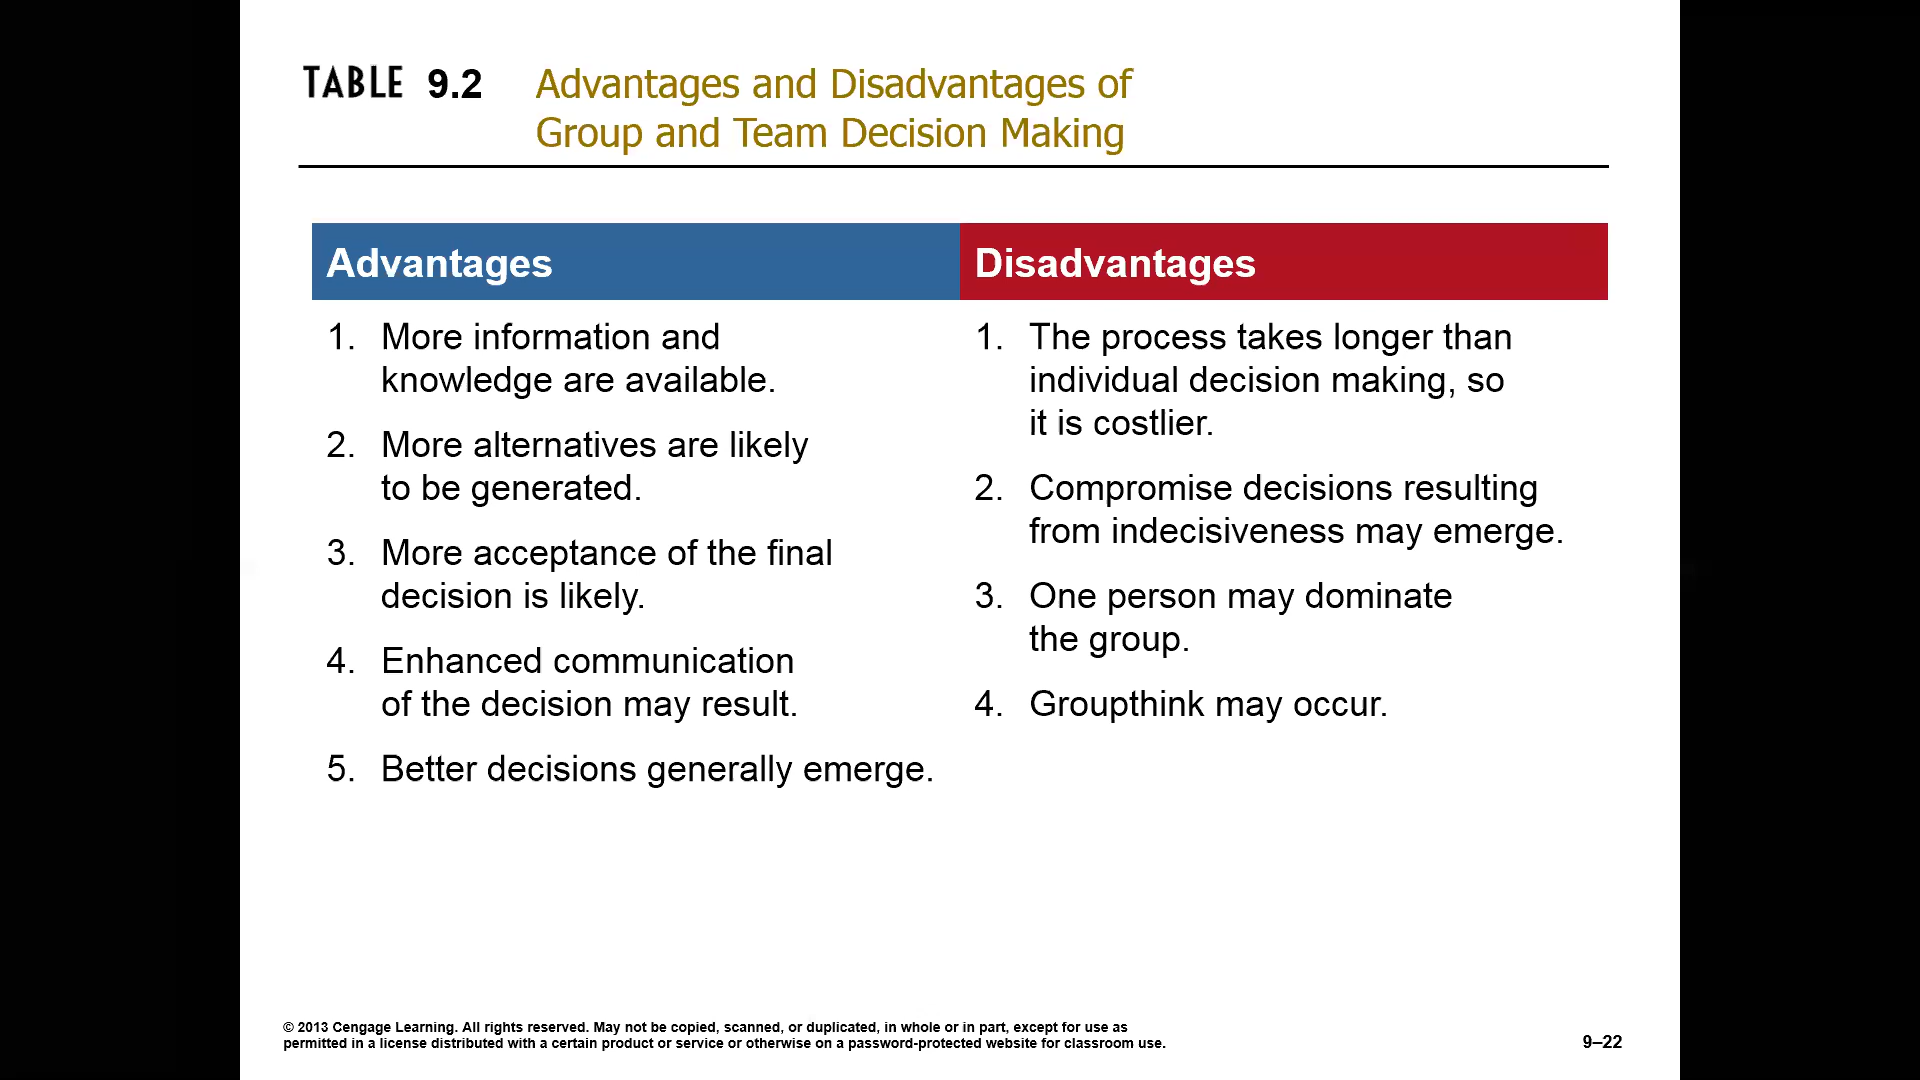 TABLE 9.2 Advantages and Disadvantages of
Group and Team Decision Making
Advantages
1. More information and
knowledge are available.
2. More alternatives are likely
to be generated.
3. More acceptance of the final
decision is likely.
4. Enhanced communication
of the decision may result.
5. Better decisions generally emerge.
Disadvantages
1. The process takes longer than
individual decision making, so
it is costlier.
2. Compromise decisions resulting
from indecisiveness may emerge.
3. One person may dominate
the group.
4. Groupthink may occur.
© 2013 Cengage Learning. All rights reserved. May not be copied, scanned, or duplicated, in whole or in part, except for use as
permitted in a license distributed with a certain product or service or otherwise on a password-protected website for classroom use.
9–22